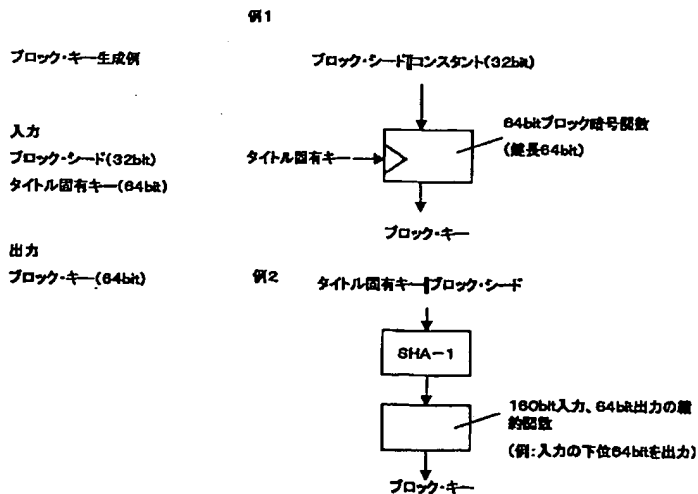 例1
ブロック・キー生成例
ブロック・シード||コンスタント(32bit)
64bitブロック暗号関数
(鍵長64bit)
入力
ブロック・シード(32bit)
タイトル固有キー(64bit)
タイトル固有キー
ブロック・キー
出力
ブロック・キー(64bit)
例2
タイトル固有キー||ブロック・シード
SHA-1
160bit入力、64bit出力の縮
約関数
(例:入力の下位64bitを出力)
ブロック・キー